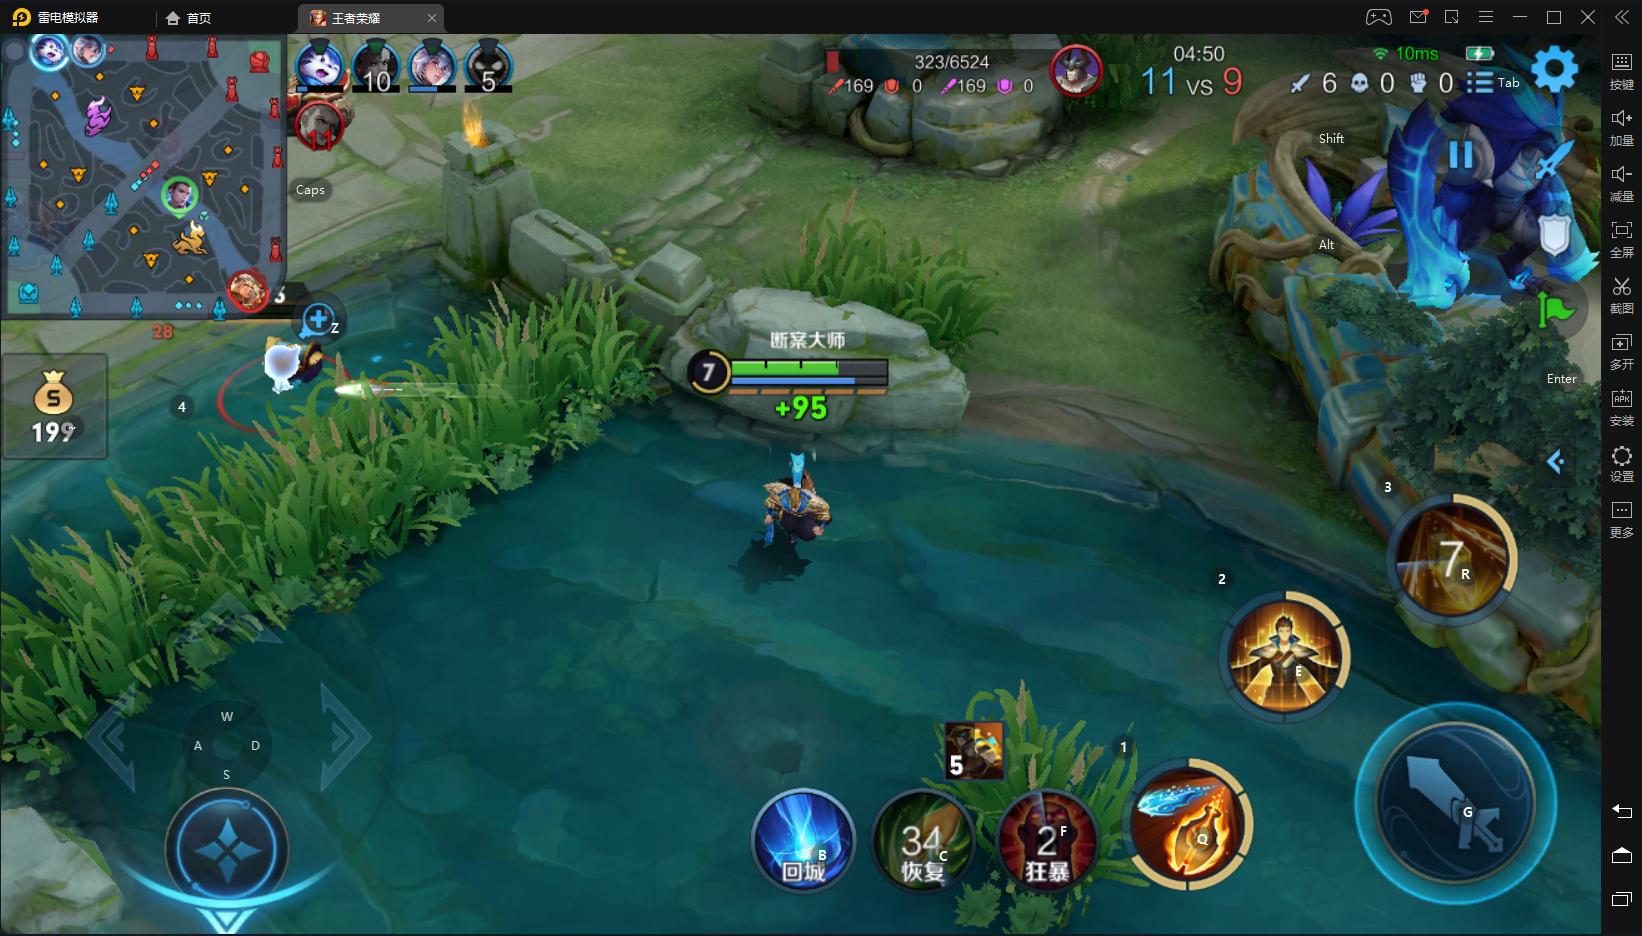 雷电模拟器
首页
王者荣耀
10
5
11
Caps
323/6524
169 0 169 0
04:50
11 VS 9
10ms
6 0 0
Tab
Shift
Alt
Enter
28
Z
4
断案大师
7
+95
3
7
R
2
E
1
5
W
A D
S
B
回城
34
C
恢复
2
F
狂暴
Q
G
按键
加量
减量
全屏
截图
多开
APK
安装
设置
更多